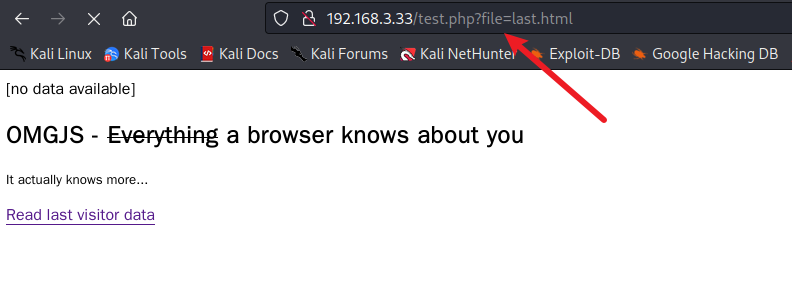 192.168.3.33/test.php?file=last.html
Kali Linux Kali Tools Kali Docs Kali Forums Kali NetHunter Exploit-DB Google Hacking DB
[no data available]
OMGJS - Everything a browser knows about you
It actually knows more...
Read last visitor data